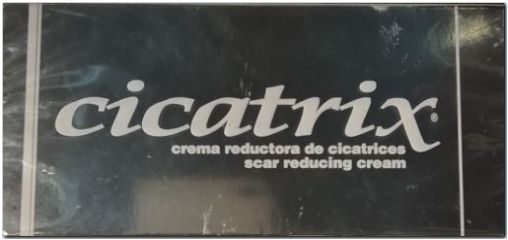 cicatrix®
crema reductora de cicatrices
scar reducing cream